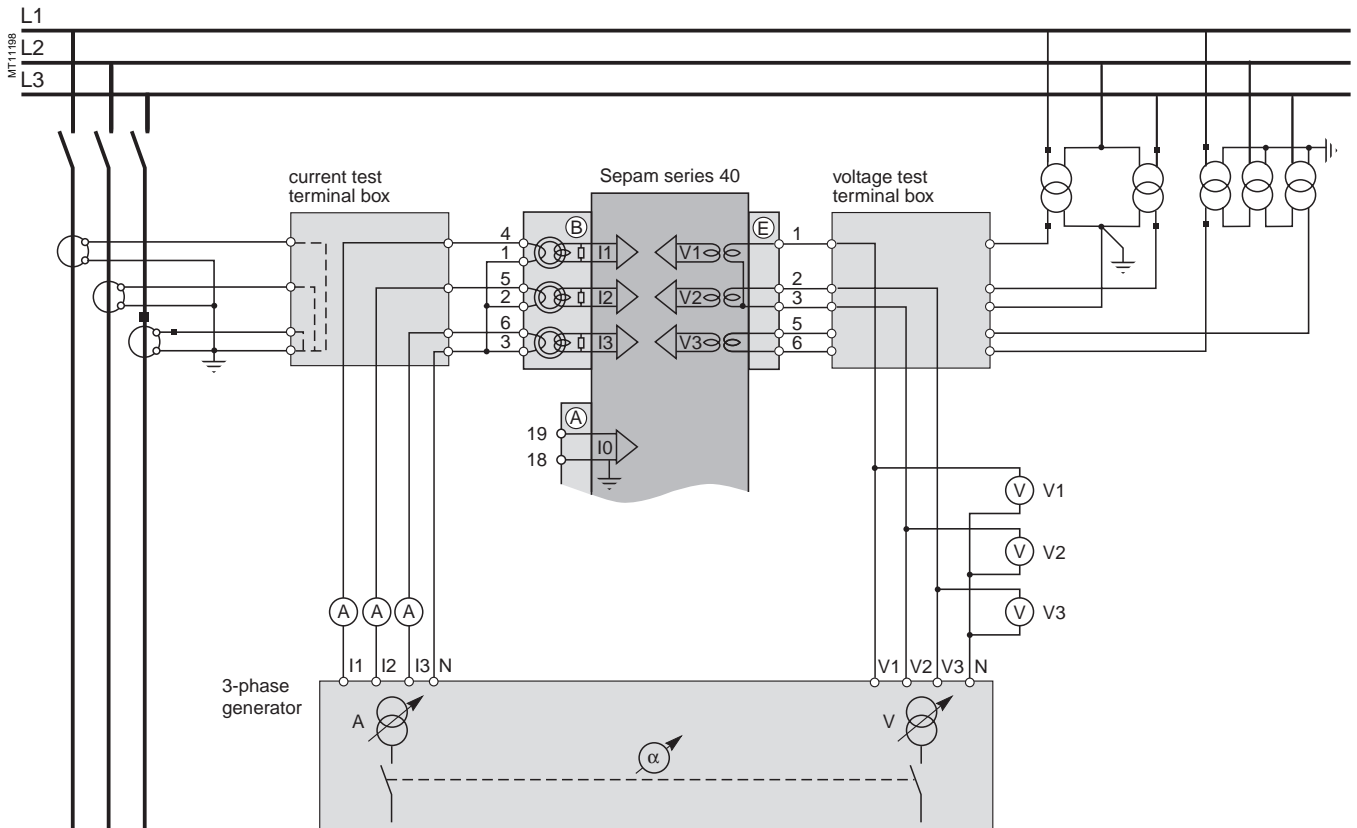 L1
MT11198
L2
L3
current test
terminal box
Sepam series 40
voltage test
terminal box
B
E
4
1
I1
V1
1
5
2
I2
V2
2
3
6
3
I3
V3
5
6
A
19
18
I0
V V1
V V2
V V3
A A A
I1 I2 I3 N
V1 V2 V3 N
3-phase
generator
A
V
α